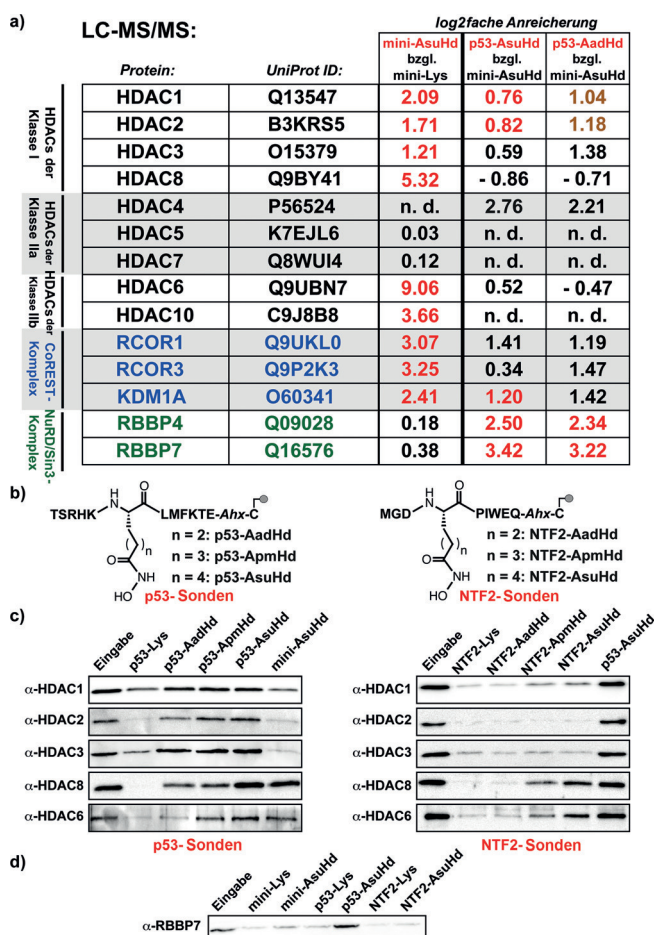 a)
LC-MS/MS:
log2fache Anreicherung
Protein: UniProt ID: mini-AsuHd bzgl. mini-Lys p53-AsuHd bzgl. mini-AsuHd p53-AadHd bzgl. mini-AsuHd
HDACs der Klasse I
HDAC1 Q13547 2.09 0.76 1.04
HDAC2 B3KRS5 1.71 0.82 1.18
HDAC3 O15379 1.21 0.59 1.38
HDAC8 Q9BY41 5.32 - 0.86 - 0.71
HDACs der Klasse IIa
HDAC4 P56524 n. d. 2.76 2.21
HDAC5 K7EJL6 0.03 n. d. n. d.
HDAC7 Q8WUI4 0.12 n. d. n. d.
HDACs der Klasse IIb
HDAC6 Q9UBN7 9.06 0.52 - 0.47
HDAC10 C9J8B8 3.66 n. d. n. d.
CoREST-Komplex
RCOR1 Q9UKL0 3.07 1.41 1.19
RCOR3 Q9P2K3 3.25 0.34 1.47
KDM1A O60341 2.41 1.20 1.42
NuRD/Sin3-Komplex
RBBP4 Q09028 0.18 2.50 2.34
RBBP7 Q16576 0.38 3.42 3.22
b)
TSRHK H N O LMFKTE-Ahx-C
n
O NH
HO
n = 2: p53-AadHd
n = 3: p53-ApmHd
n = 4: p53-AsuHd
p53- Sonden
MGD H N O PIWEQ-Ahx-C
n
O NH
HO
n = 2: NTF2-AadHd
n = 3: NTF2-ApmHd
n = 4: NTF2-AsuHd
NTF2- Sonden
c)
Eingabe p53-Lys p53-AadHd p53-ApmHd p53-AsuHd mini-AsuHd
α-HDAC1
α-HDAC2
α-HDAC3
α-HDAC8
α-HDAC6
p53- Sonden
Eingabe NTF2-Lys NTF2-AadHd NTF2-ApmHd NTF2-AsuHd p53-AsuHd
α-HDAC1
α-HDAC2
α-HDAC3
α-HDAC8
α-HDAC6
NTF2- Sonden
d)
Eingabe mini-Lys mini-AsuHd p53-Lys p53-AsuHd NTF2-Lys NTF2-AsuHd
α-RBBP7